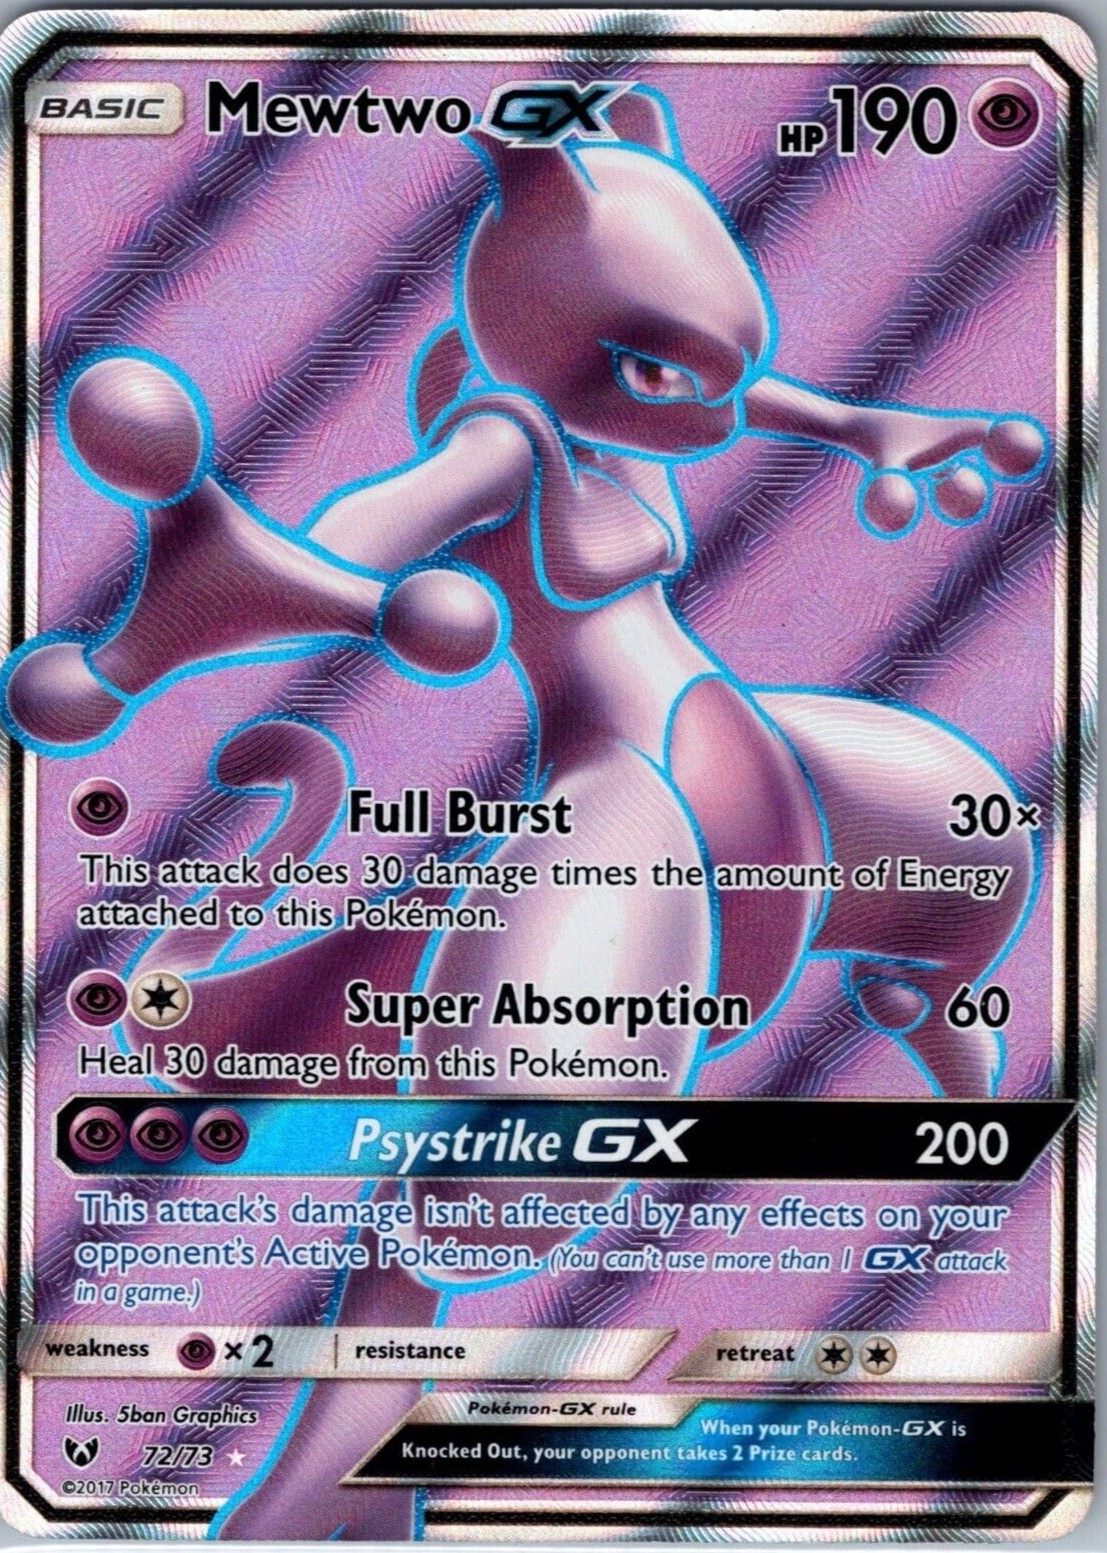 BASIC Mewtwo GX HP 190
Full Burst 30×
This attack does 30 damage times the amount of Energy
attached to this Pokémon.
Super Absorption 60
Heal 30 damage from this Pokémon.
Psystrike GX 200
This attack's damage isn't affected by any effects on your
opponent's Active Pokémon. (You can't use more than 1 GX attack
in a game.)
weakness ×2 resistance retreat
Illus. 5ban Graphics
72/73
©2017 Pokémon
Pokémon-GX rule
When your Pokémon-GX is
Knocked Out, your opponent takes 2 Prize cards.